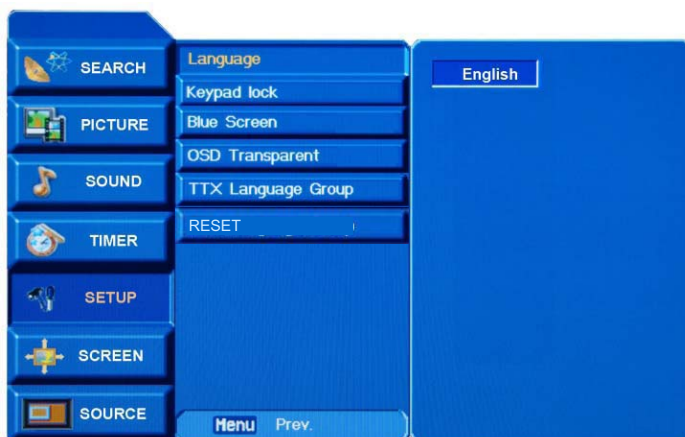 SEARCH
PICTURE
SOUND
TIMER
SETUP
SCREEN
SOURCE
Language
Keypad lock
Blue Screen
OSD Transparent
TTX Language Group
RESET
Menu Prev.
English